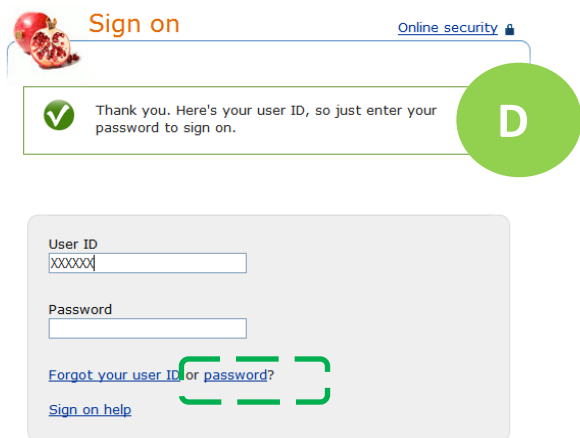 Sign on
Online security
Thank you. Here's your user ID, so just enter your
password to sign on.
D
User ID
XXXXXX
Password
Forgot your user ID or password?
Sign on help